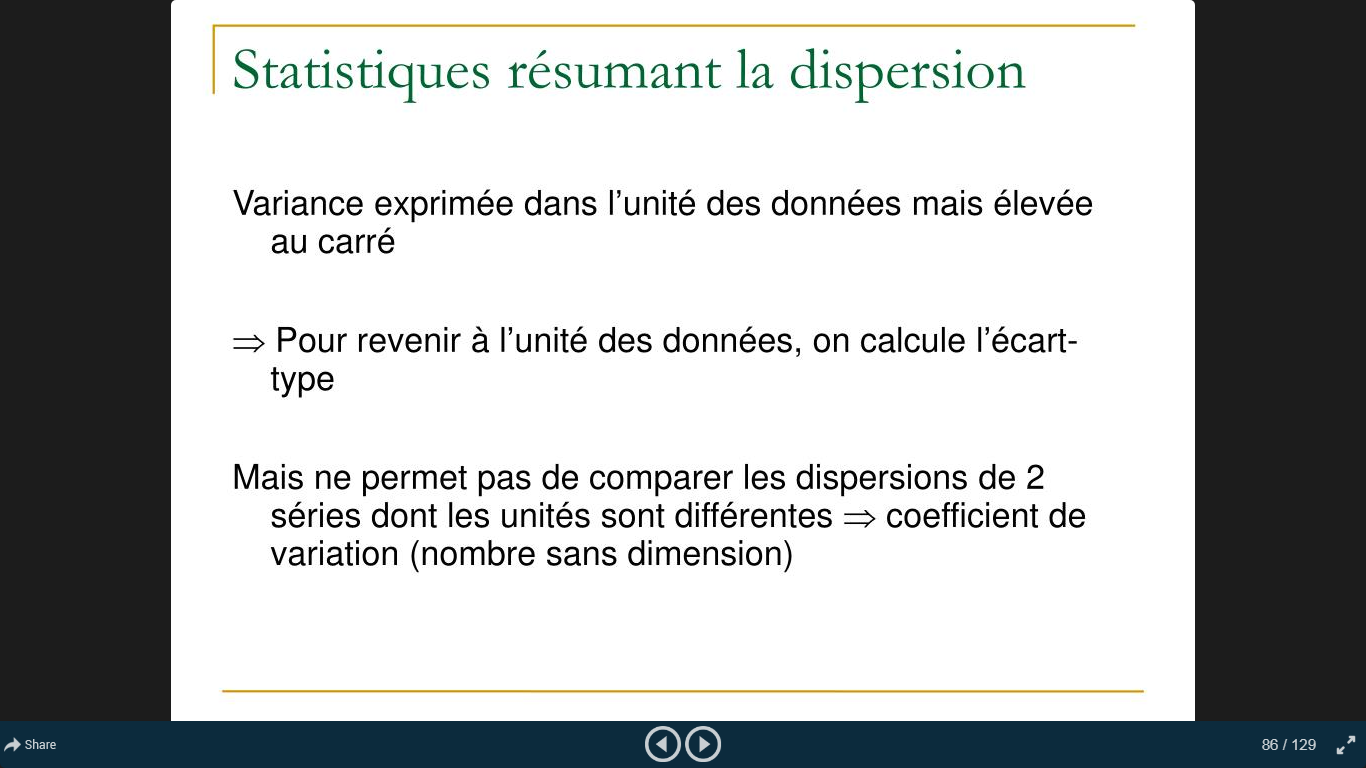 Statistiques résumant la dispersion
Variance exprimée dans l’unité des données mais élevée
au carré
⇒ Pour revenir à l’unité des données, on calcule l’écart-
type
Mais ne permet pas de comparer les dispersions de 2
séries dont les unités sont différentes ⇒ coefficient de
variation (nombre sans dimension)
Share
86 / 129